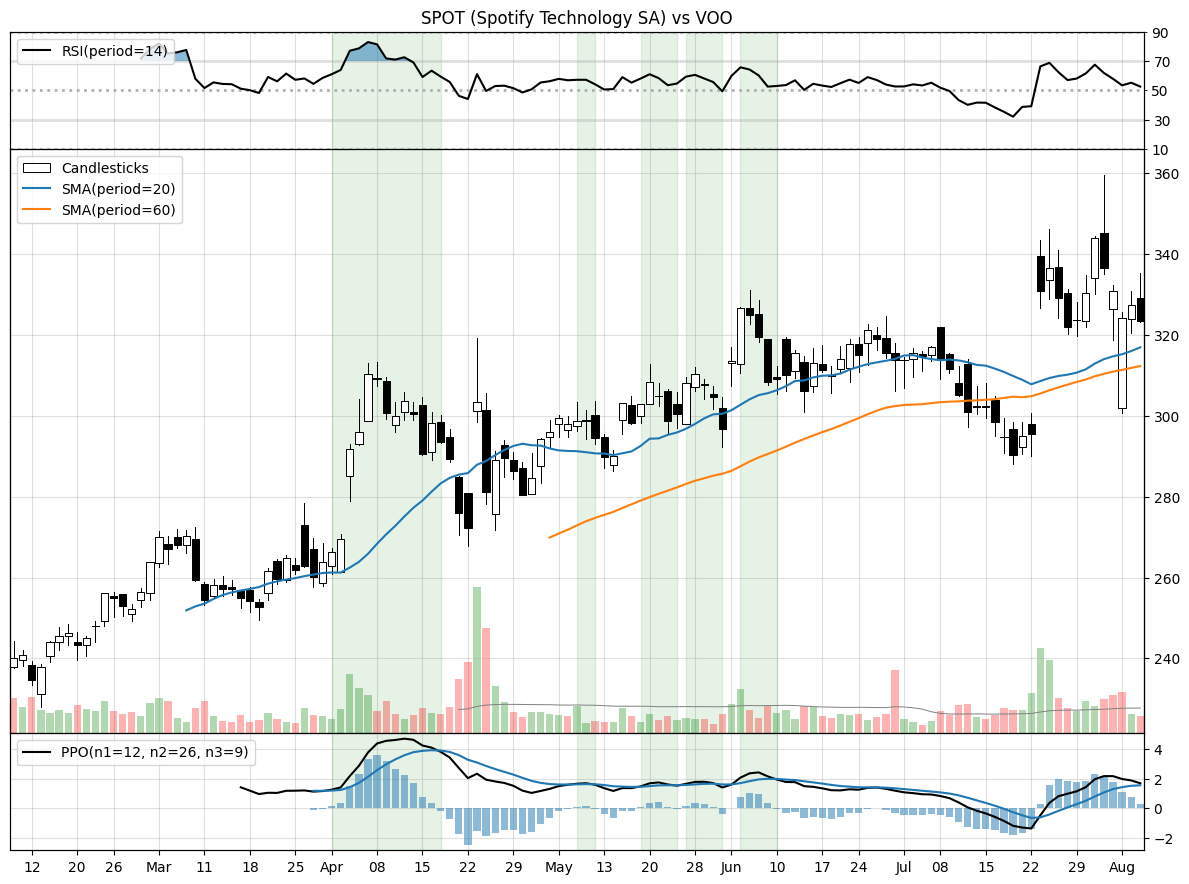 SPOT (Spotify Technology SA) vs VOO
RSI(period=14)
90
70
50
30
10
Candlesticks
SMA(period=20)
SMA(period=60)
360
340
320
300
280
260
240
PPO(n1=12, n2=26, n3=9)
4
2
0
−2
12 20 26 Mar 11 18 25 Apr 08 15 22 29 May 13 20 28 Jun 10 17 24 Jul 08 15 22 29 Aug